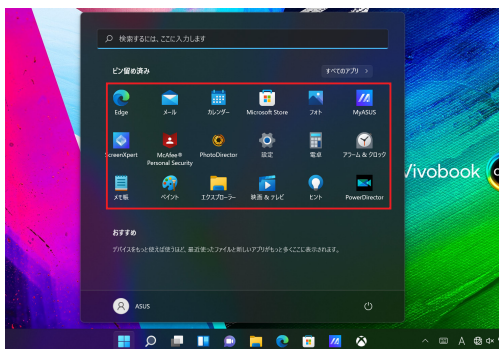 検索するには、ここに入力します
ピン留め済み
すべてのアプリ >
Edge
メール
カレンダー
Microsoft Store
フォト
MyASUS
ScreenXpert
McAfee®
Personal Security
PhotoDirector
設定
電卓
アラーム & クロック
メモ帳
ペイント
エクスプローラー
映画 & テレビ
ヒント
PowerDirector
おすすめ
デバイスをもっと使えば使うほど、最近使ったファイルと新しいアプリがもっと多くここに表示されます。
ASUS
Vivobook
A